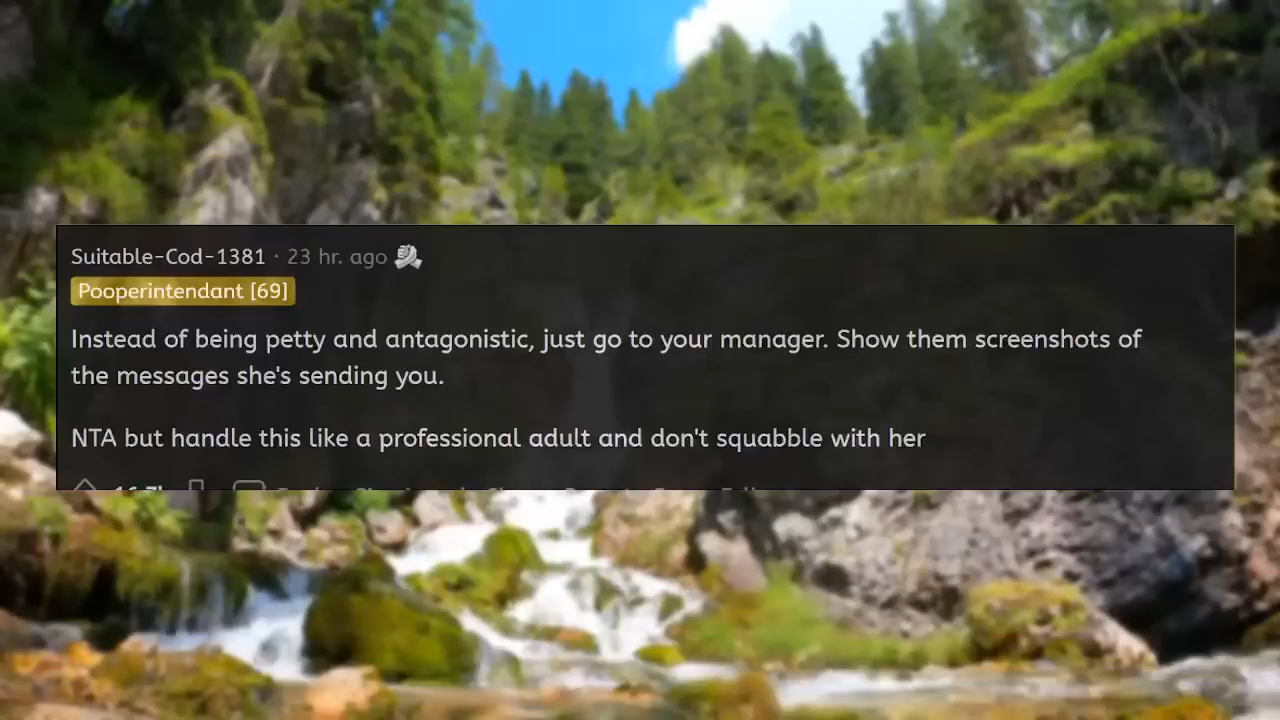 Suitable-Cod-1381 · 23 hr. ago
Pooperintendant [69]
Instead of being petty and antagonistic, just go to your manager. Show them screenshots of
the messages she's sending you.
NTA but handle this like a professional adult and don't squabble with her